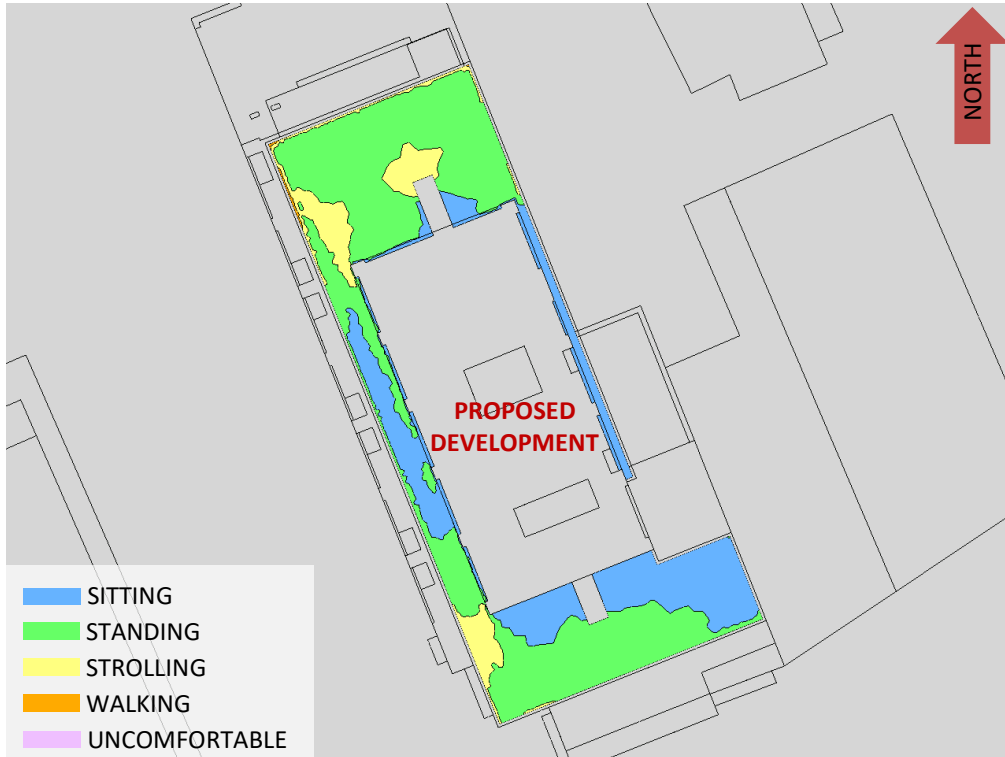 NORTH
PROPOSED
DEVELOPMENT
SITTING
STANDING
STROLLING
WALKING
UNCOMFORTABLE